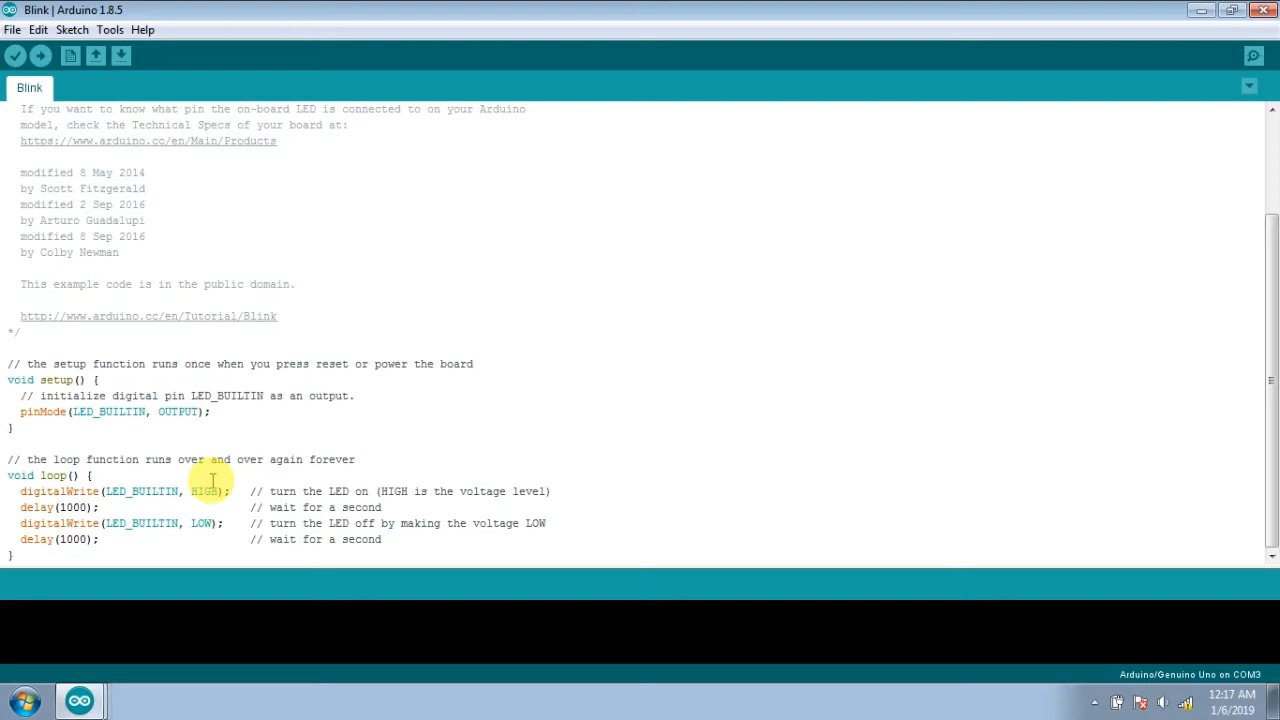 Blink | Arduino 1.8.5
File Edit Sketch Tools Help
Blink
If you want to know what pin the on-board LED is connected to on your Arduino
model, check the Technical Specs of your board at:
https://www.arduino.cc/en/Main/Products
modified 8 May 2014
by Scott Fitzgerald
modified 2 Sep 2016
by Arturo Guadalupi
modified 8 Sep 2016
by Colby Newman
This example code is in the public domain.
http://www.arduino.cc/en/Tutorial/Blink
*/
// the setup function runs once when you press reset or power the board
void setup() {
// initialize digital pin LED_BUILTIN as an output.
pinMode(LED_BUILTIN, OUTPUT);
}
// the loop function runs over and over again forever
void loop() {
digitalWrite(LED_BUILTIN, HIGH);   // turn the LED on (HIGH is the voltage level)
delay(1000);                       // wait for a second
digitalWrite(LED_BUILTIN, LOW);    // turn the LED off by making the voltage LOW
delay(1000);                       // wait for a second
}
Arduino/Genuino Uno on COM3
12:17 AM
1/6/2019